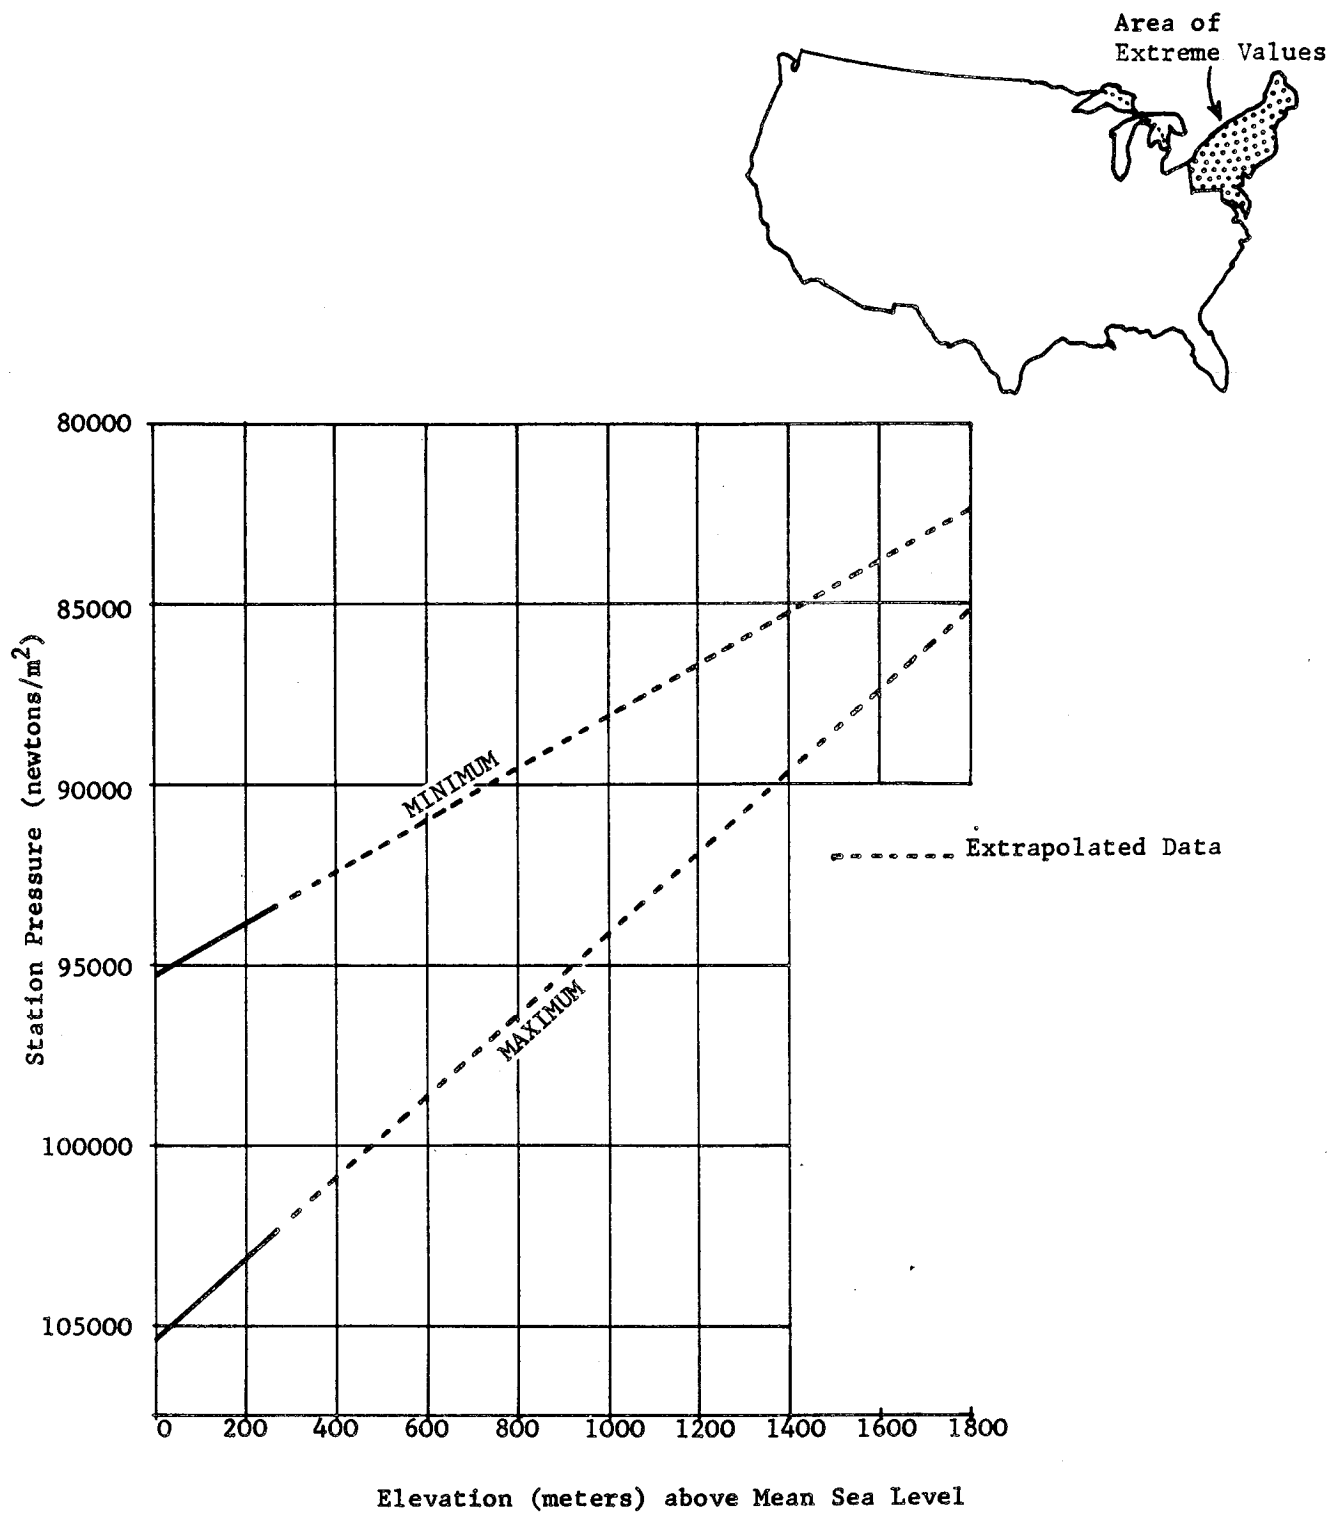 Area of
Extreme Values
80000
85000
90000
95000
100000
105000
Station Pressure (newtons/m²)
MINIMUM
MAXIMUM
Extrapolated Data
0 200 400 600 800 1000 1200 1400 1600 1800
Elevation (meters) above Mean Sea Level